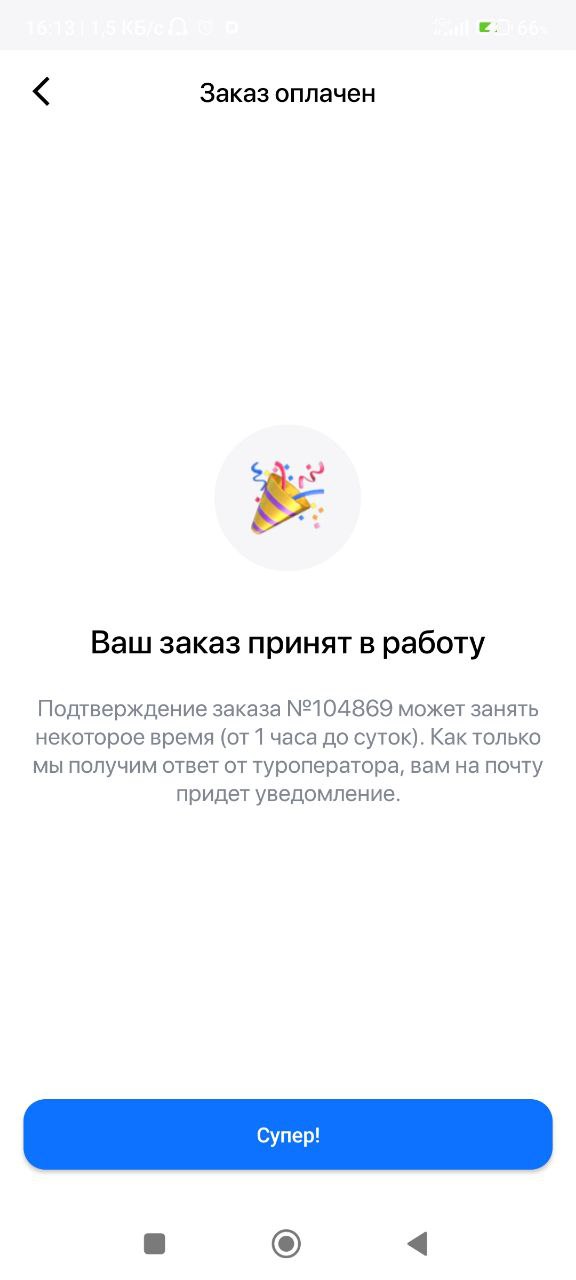 16:13 | 1,5 КБ/с
66
Заказ оплачен
Ваш заказ принят в работу
Подтверждение заказа №104869 может занять
некоторое время (от 1 часа до суток). Как только
мы получим ответ от туроператора, вам на почту
придет уведомление.
Супер!